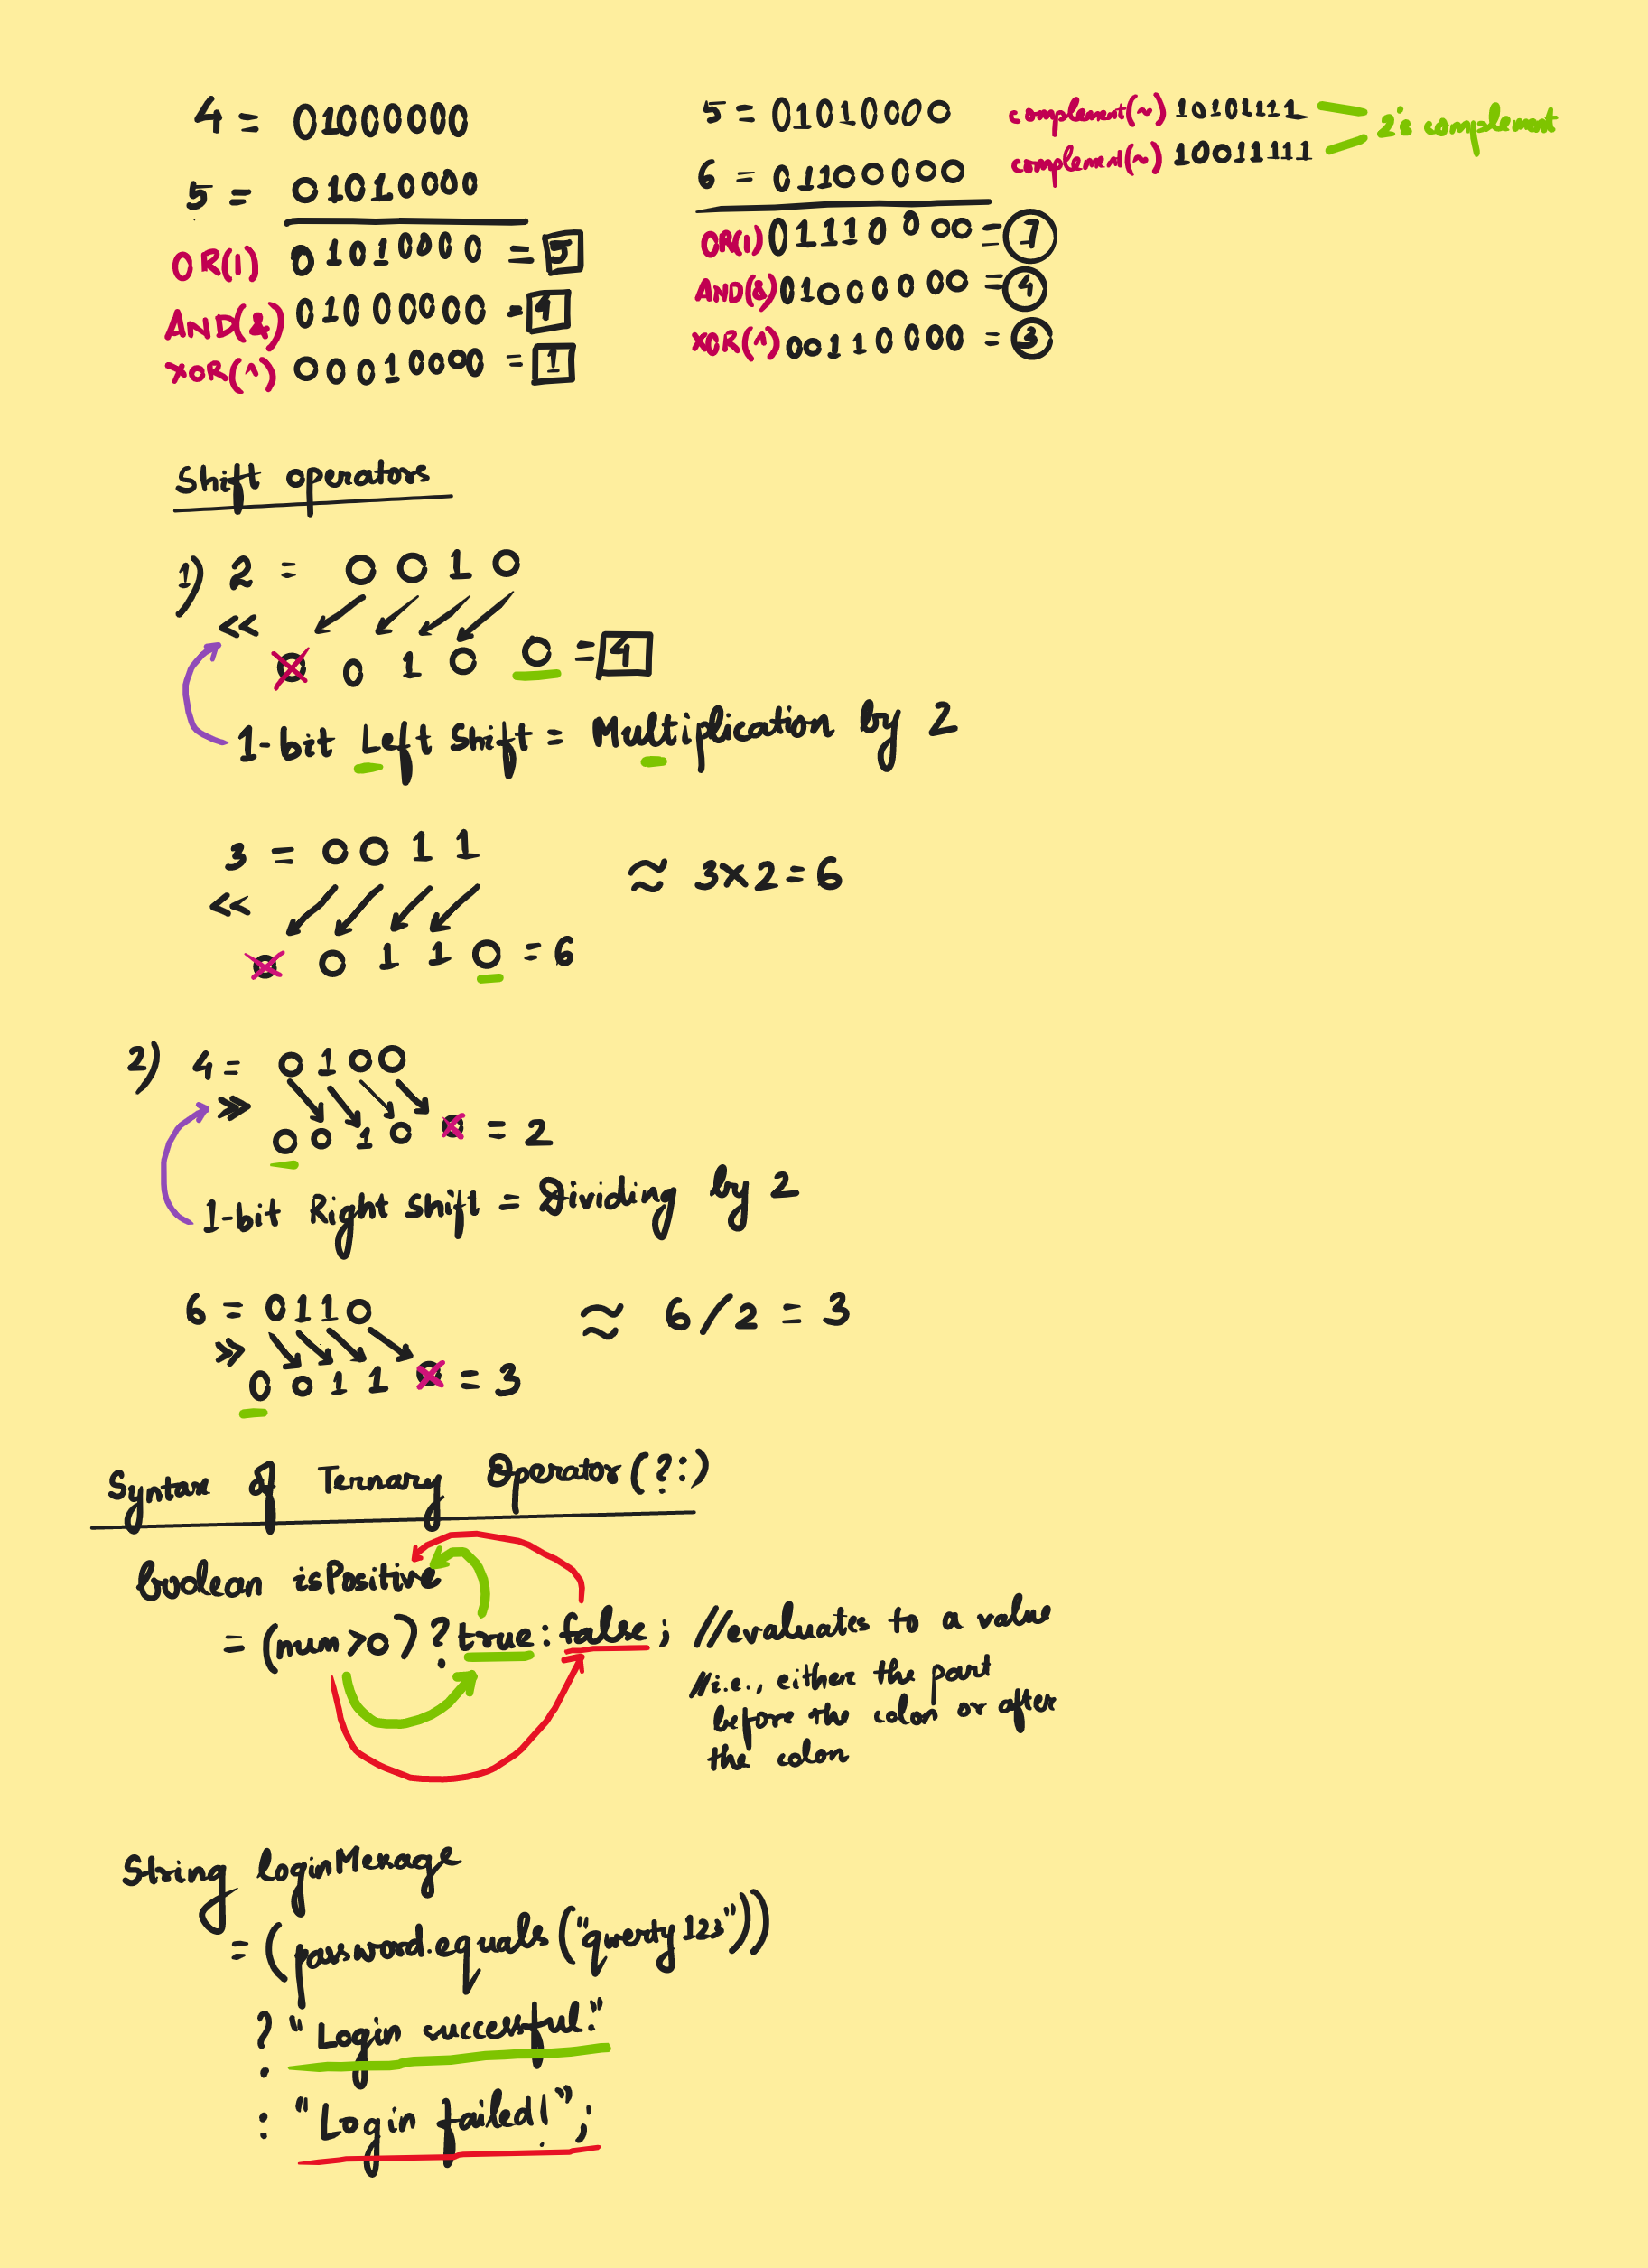 4 = 01000000
5 = 01010000
OR(|) 01010000 = 5
AND(&) 01000000 = 4
XOR(^) 00010000 = 1
5 = 01010000 complement(~) 10101111
6 = 01100000 complement(~) 10011111
2's complement
OR(|) 01110000 = 7
AND(&) 01000000 = 4
XOR(^) 00110000 = 3
Shift operators
1) 2 = 0 0 1 0
<<
0 0 1 0 0 = 4
1-bit Left Shift = Multiplication by 2
3 = 0 0 1 1 ≈ 3×2=6
<<
0 0 1 1 0 = 6
2) 4 = 0 1 0 0
>>
0 0 1 0 0 = 2
1-bit Right Shift = Dividing by 2
6 = 0 1 1 0 ≈ 6/2 = 3
>>
0 0 1 1 0 = 3
Syntax of Ternary Operator (?:)
boolean isPositive
= (num>0) ? true : false; //evaluates to a value
//i.e., either the part
before the colon or after
the colon
String loginMessage
= (password.equals("qwerty123"))
? "Login successful."
: "Login failed!";